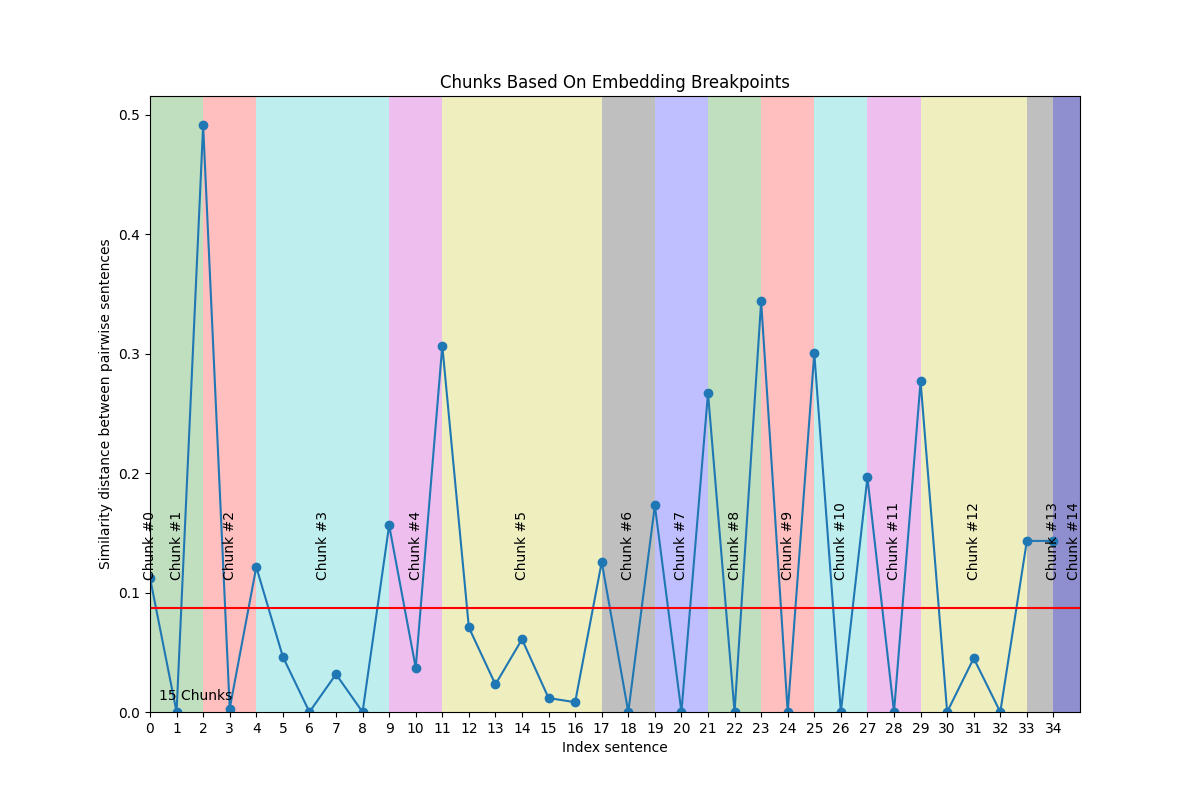 Chunks Based On Embedding Breakpoints
Similarity distance between pairwise sentences
0.5
0.4
0.3
0.2
0.1
0.0
Chunk #0
Chunk #1
Chunk #2
Chunk #3
Chunk #4
Chunk #5
Chunk #6
Chunk #7
Chunk #8
Chunk #9
Chunk #10
Chunk #11
Chunk #12
Chunk #13
Chunk #14
15 Chunks
0 1 2 3 4 5 6 7 8 9 10 11 12 13 14 15 16 17 18 19 20 21 22 23 24 25 26 27 28 29 30 31 32 33 34
Index sentence